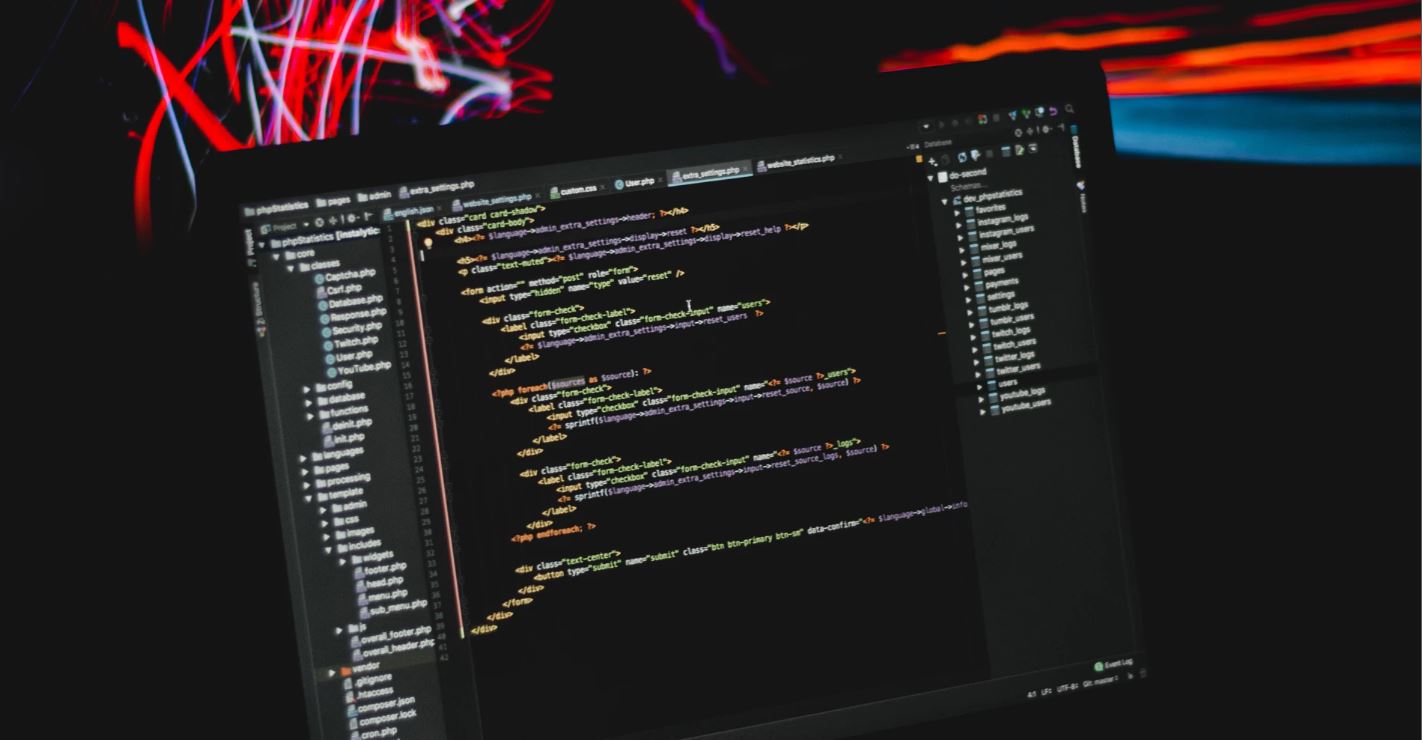 phpStatistics pages admin extra_settings.php
english.json website_settings.php custom.css User.php extra_settings.php website_statistics.php
Project
phpStatistics [instalytic
core
classes
Captcha.php
Csrf.php
Database.php
Response.php
Security.php
Twitch.php
User.php
YouTube.php
config
database
functions
deinit.php
init.php
languages
pages
processing
template
admin
css
images
includes
widgets
footer.php
head.php
menu.php
sub_menu.php
js
overall_footer.php
overall_header.php
vendor
.gitignore
.htaccess
composer.json
composer.lock
cron.php
Project
Structure
<div class="card card-shadow">
<div class="card-body">
<h4><?= $language->admin_extra_settings->header; ?></h4>
<h5><?= $language->admin_extra_settings->display->reset ?></h5>
<p class="text-muted"><?= $language->admin_extra_settings->display->reset_help ?></p>
<form action="" method="post" role="form">
<input type="hidden" name="type" value="reset" />
<div class="form-check">
<label class="form-check-label">
<input type="checkbox" class="form-check-input" name="users">
<?= $language->admin_extra_settings->input->reset_users ?>
</label>
</div>
<?php foreach($sources as $source): ?>
<div class="form-check">
<label class="form-check-label">
<input type="checkbox" class="form-check-input" name="<?= $source ?>_users">
<?= sprintf($language->admin_extra_settings->input->reset_source, $source) ?>
</label>
</div>
<div class="form-check">
<label class="form-check-label">
<input type="checkbox" class="form-check-input" name="<?= $source ?>_logs">
<?= sprintf($language->admin_extra_settings->input->reset_source_logs, $source) ?>
</label>
</div>
<?php endforeach; ?>
<div class="text-center">
<button type="submit" name="submit" class="btn btn-primary btn-sm" data-confirm="<?= $language->global->info
</div>
</form>
</div>
</div>
Database
do-second
Schemas...
dev_phpstatistics
favorites
instagram_logs
instagram_users
mixer_logs
mixer_users
pages
payments
settings
tumblr_logs
tumblr_users
twitch_logs
twitch_users
twitter_logs
twitter_users
users
youtube_logs
youtube_users
Database
Event Log
4:1 LF: UTF-8: Git: master